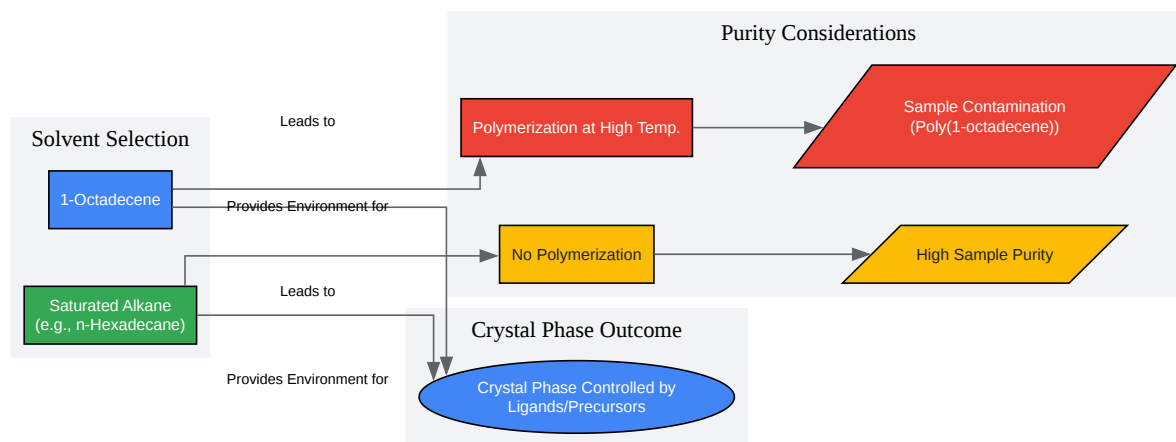 Purity Considerations
Leads to
Polymerization at High Temp.
Sample Contamination
(Poly(1-octadecene))
Solvent Selection
1-Octadecene
Provides Environment for
No Polymerization
High Sample Purity
Leads to
Saturated Alkane
(e.g., n-Hexadecane)
Crystal Phase Outcome
Provides Environment for
Crystal Phase Controlled by
Ligands/Precursors